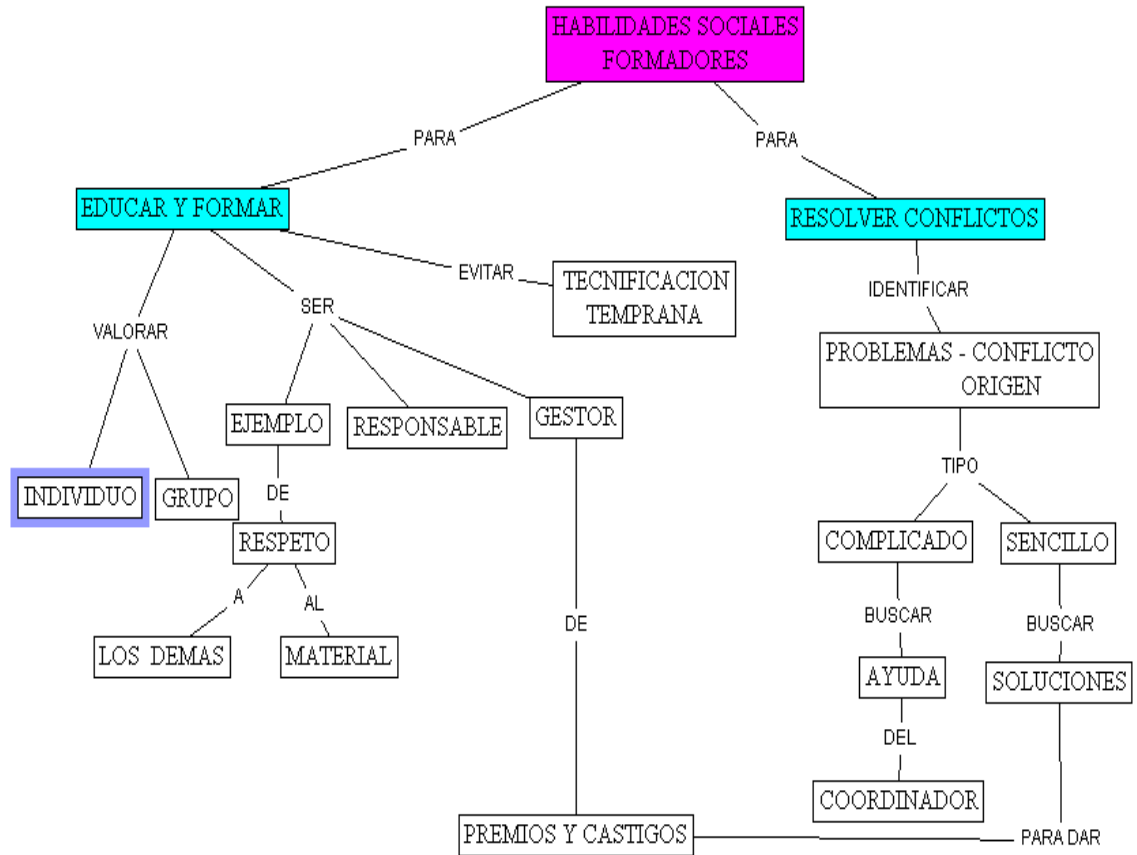 HABILIDADES SOCIALES
FORMADORES
PARA
PARA
EDUCAR Y FORMAR
RESOLVER CONFLICTOS
EVITAR
TECNIFICACION
TEMPRANA
IDENTIFICAR
SER
VALORAR
PROBLEMAS - CONFLICTO
ORIGEN
EJEMPLO
RESPONSABLE
GESTOR
TIPO
INDIVIDUO
GRUPO
DE
RESPETO
COMPLICADO
SENCILLO
A
AL
DE
BUSCAR
BUSCAR
LOS DEMAS
MATERIAL
AYUDA
SOLUCIONES
DEL
COORDINADOR
PREMIOS Y CASTIGOS
PARA DAR